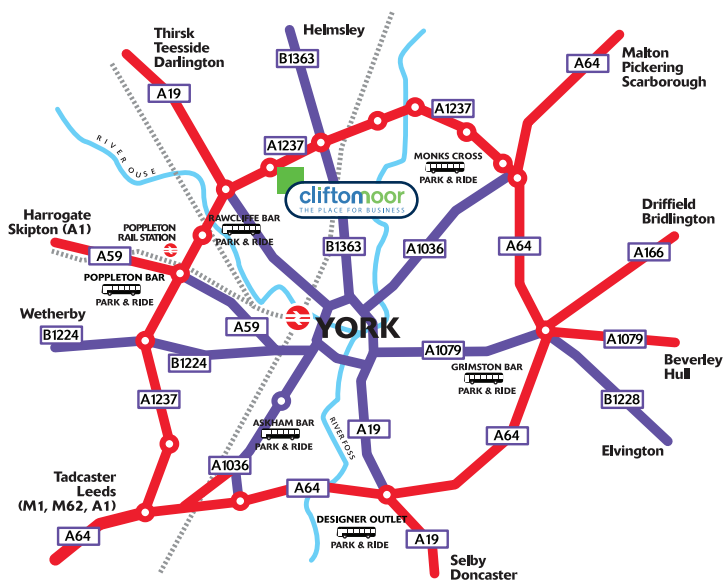 Thirsk
Teesside
Darlington
Helmsley
Malton
Pickering
Scarborough
B1363
A64
A19
A1237
A1237
RIVER OUSE
MONKS CROSS
PARK & RIDE
cliftonmoor
THE PLACE FOR BUSINESS
Harrogate
Skipton (A1)
POPPLETON
RAIL STATION
RAWCLIFFE BAR
PARK & RIDE
Driffield
Bridlington
A59
B1363
A1036
A64
A166
POPPLETON BAR
PARK & RIDE
Wetherby
B1224
A59
YORK
B1224
A1079
A1079
GRIMSTON BAR
PARK & RIDE
Beverley
Hull
A1237
B1228
ASKHAM BAR
PARK & RIDE
RIVER FOSS
A19
A64
Elvington
A1036
Tadcaster
Leeds
(M1, M62, A1)
A64
DESIGNER OUTLET
PARK & RIDE
A64
A19
Selby
Doncaster